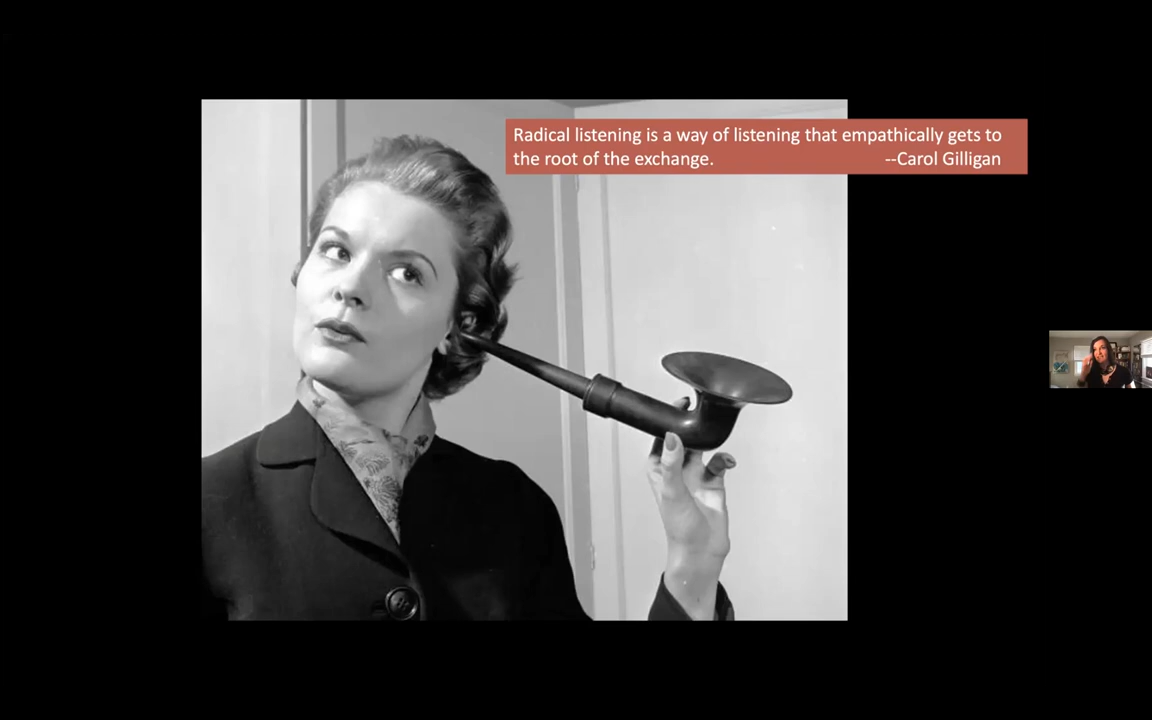 Radical listening is a way of listening that empathically gets to
the root of the exchange. --Carol Gilligan